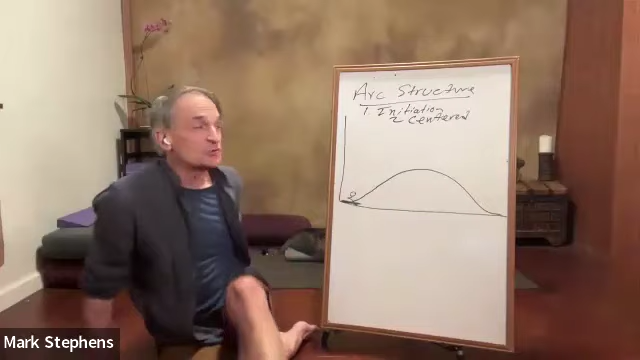 Arc Structure
1. Initiation
2 Centered
Mark Stephens